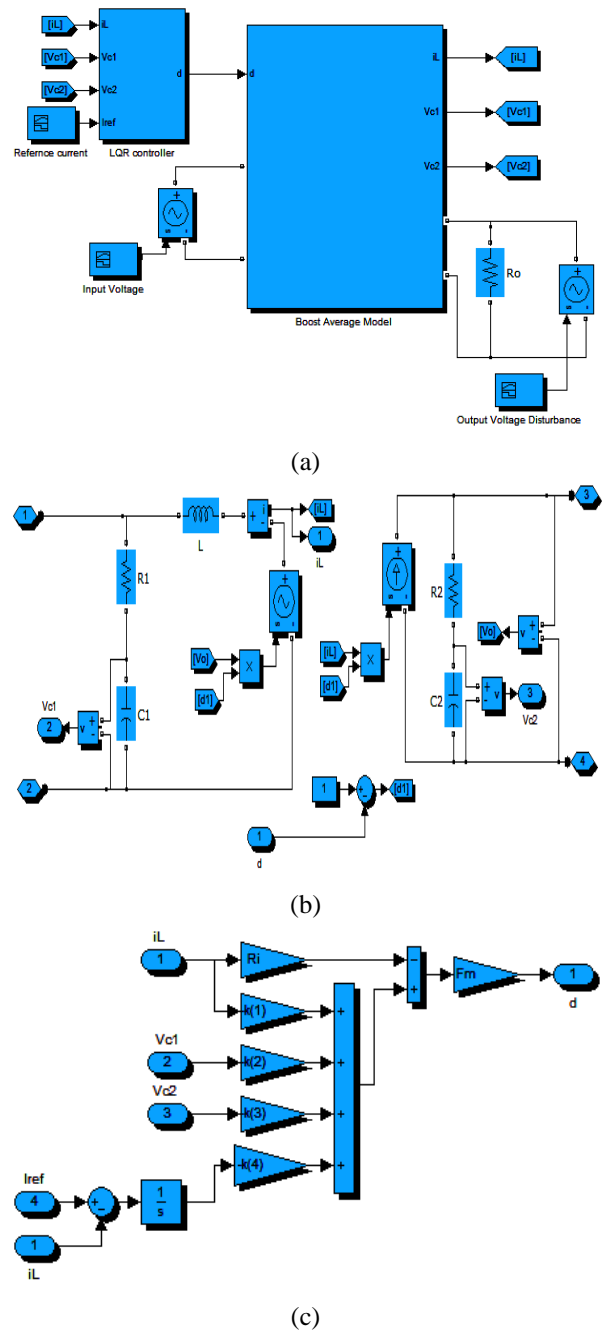 [iL]
iL
[Vc1]
Vc1
[Vc2]
Vc2
Iref
d
Refernce current
LQR controller
d
iL
[iL]
Vc1
[Vc1]
Vc2
[Vc2]
Boost Average Model
Input Voltage
Ro
Output Voltage Disturbance
(a)
1
L
+
-
i
[iL]
1
iL
R1
[Vo]
[d1]
X
Vc1
2
v
+
-
C1
2
3
R2
[iL]
[d1]
X
[Vo]
v
+
-
C2
+
-
v
3
Vc2
4
1
+
-
[d1]
1
d
(b)
iL
1
Ri
-k(1)
Vc1
2
-k(2)
Vc2
3
-k(3)
Iref
4
+
-
1
s
-k(4)
iL
1
+
+
+
+
-
+
Fm
1
d
(c)